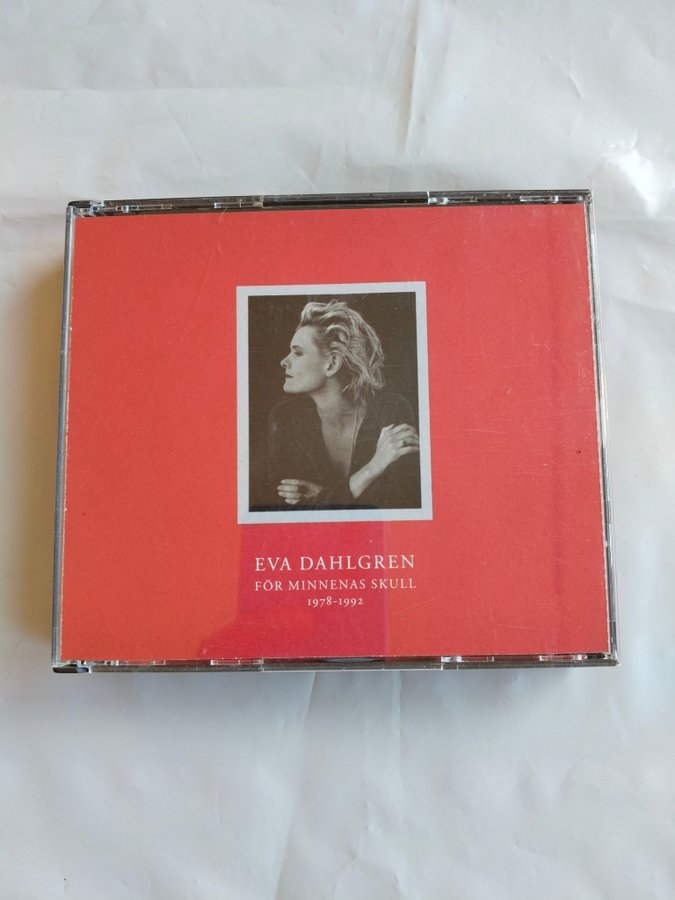 EVA DAHLGREN
FÖR MINNENAS SKULL
1978-1992